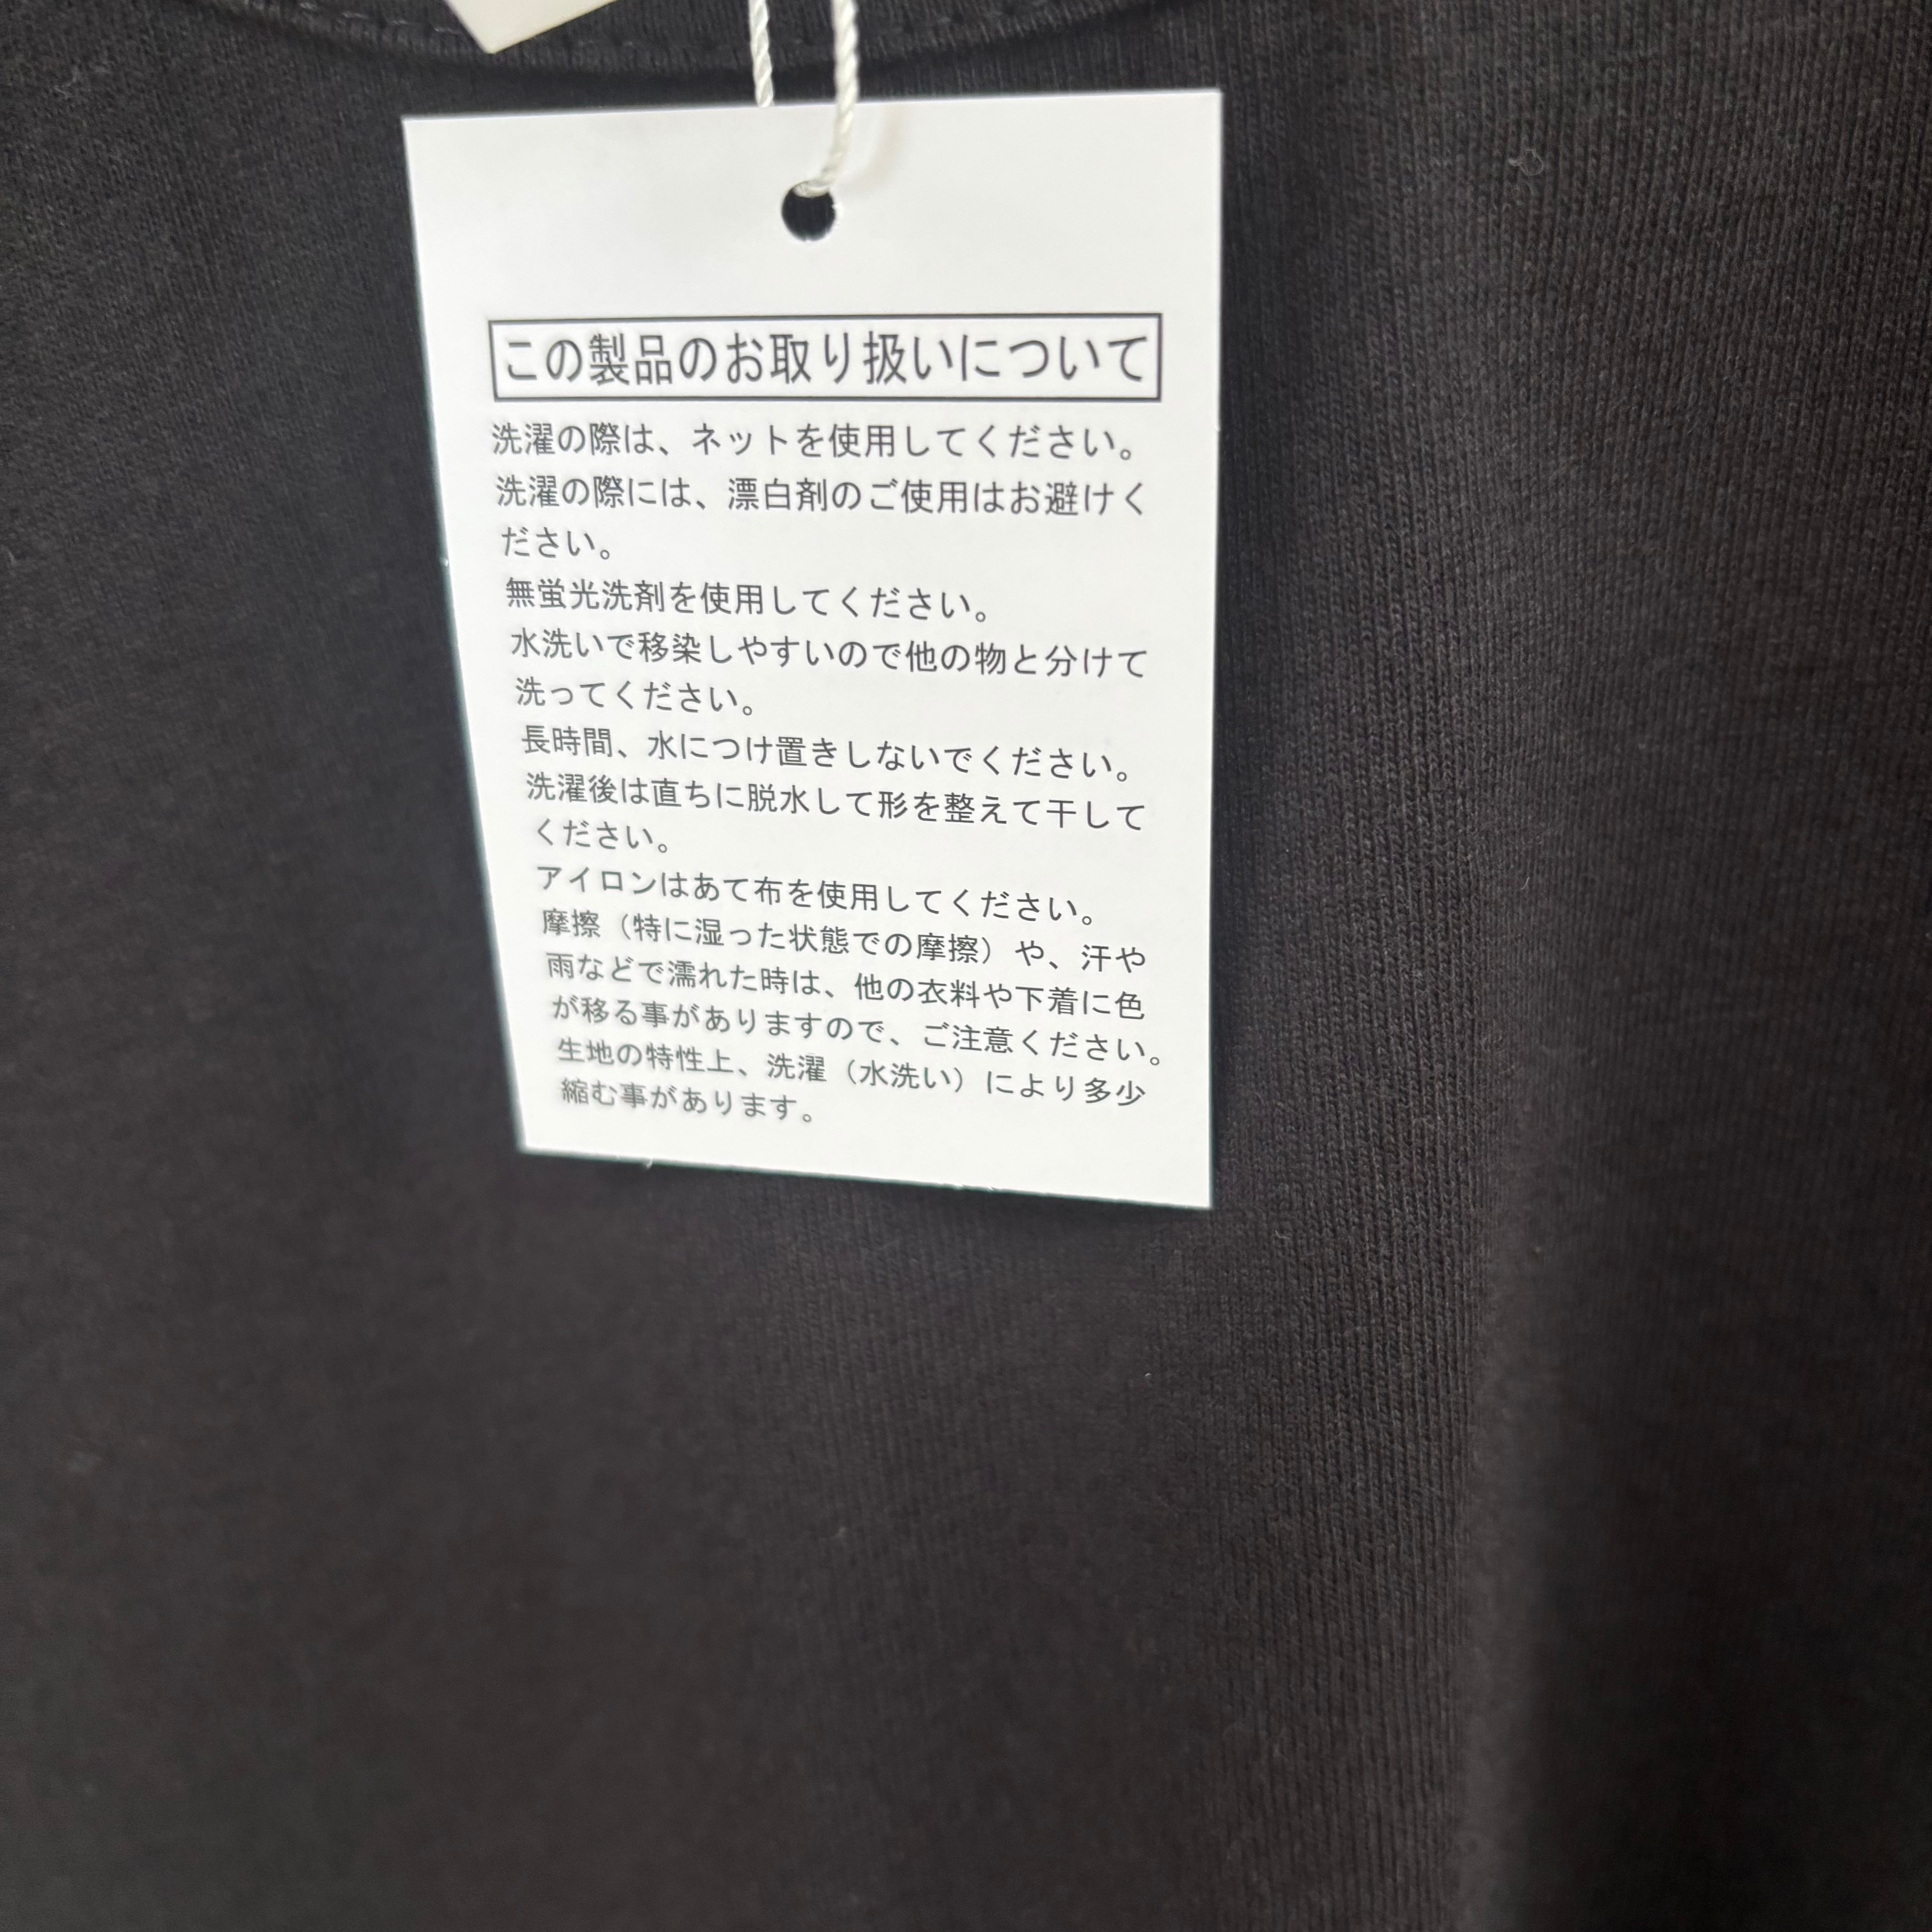 この製品のお取り扱いについて
洗濯の際は、ネットを使用してください。
洗濯の際には、漂白剤のご使用はお避けく
ださい。
無蛍光洗剤を使用してください。
水洗いで移染しやすいので他の物と分けて
洗ってください。
長時間、水につけ置きしないでください。
洗濯後は直ちに脱水して形を整えて干して
ください。
アイロンはあて布を使用してください。
摩擦（特に湿った状態での摩擦）や、汗や
雨などで濡れた時は、他の衣料や下着に色
が移る事がありますので、ご注意ください。
生地の特性上、洗濯（水洗い）により多少
縮む事があります。